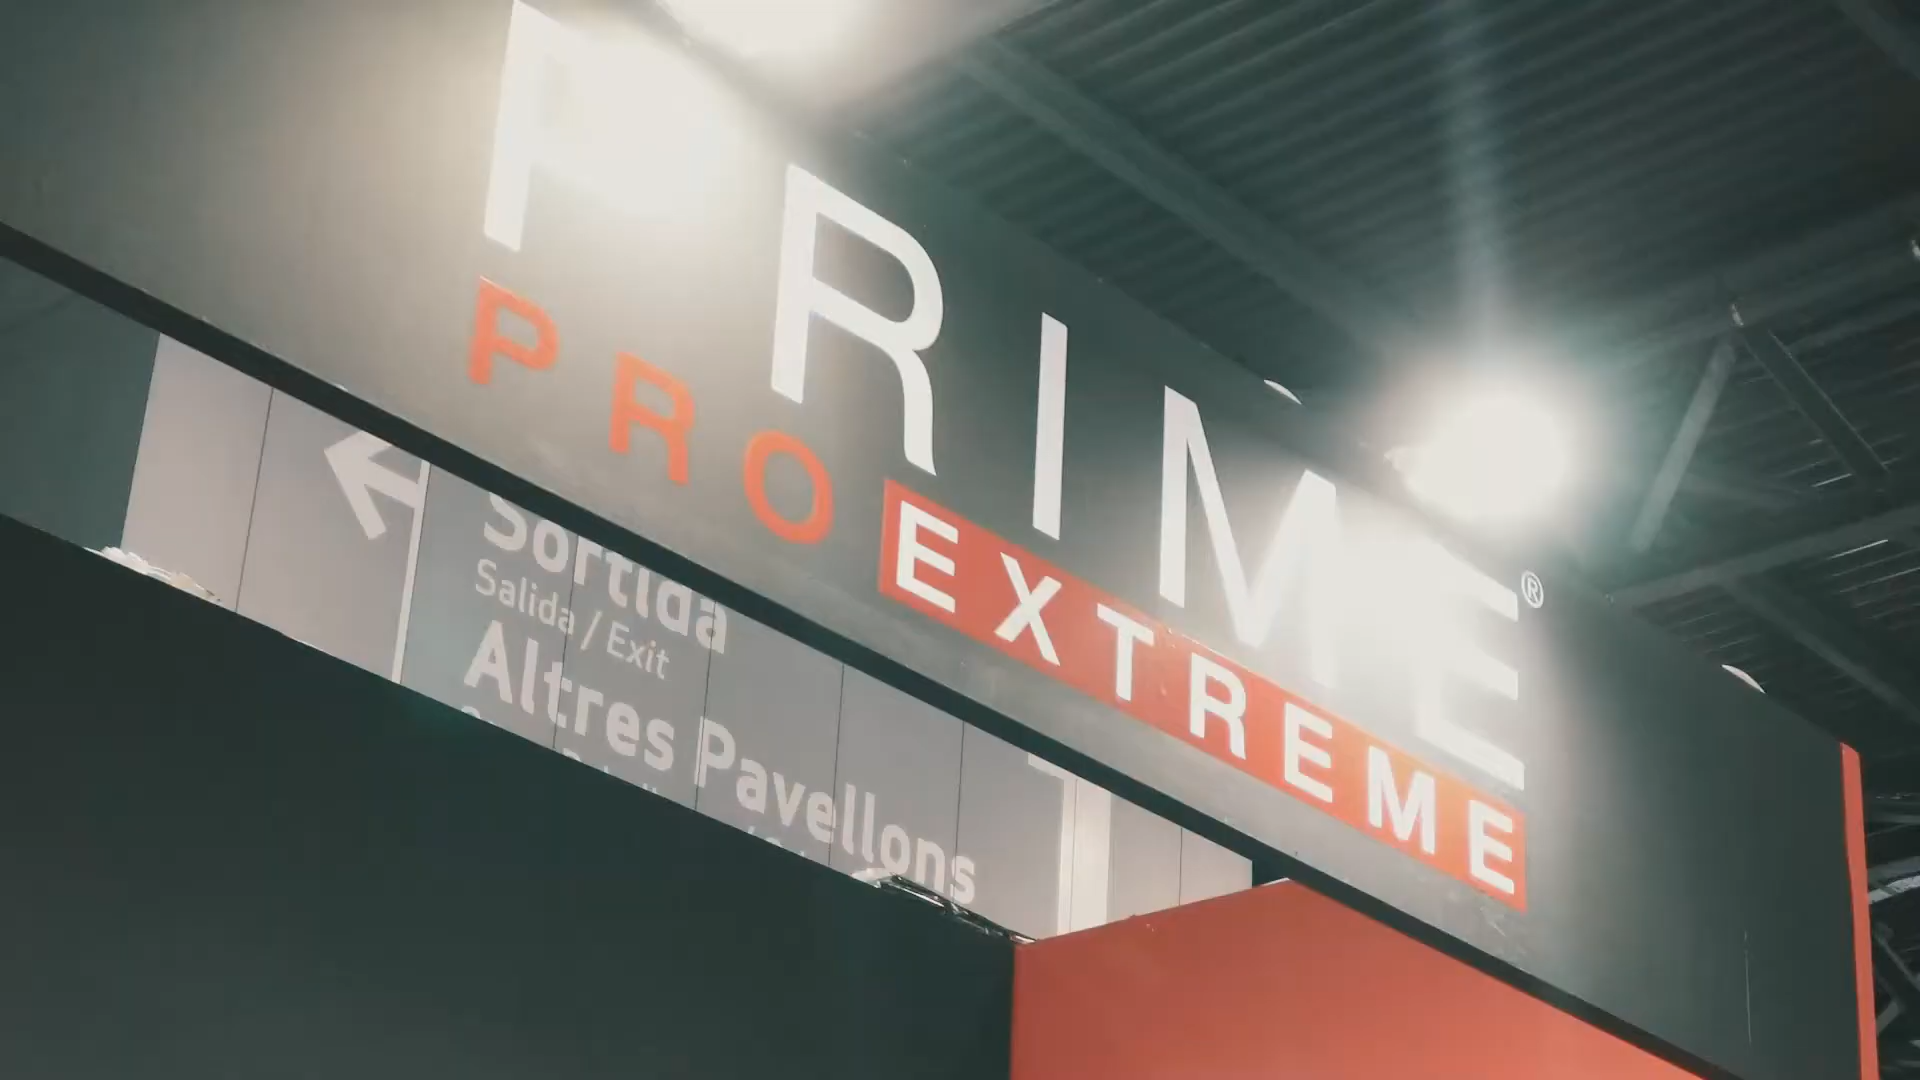 PRIME®
PRO EXTREME
Sortida
Salida / Exit
Altres Pavellons